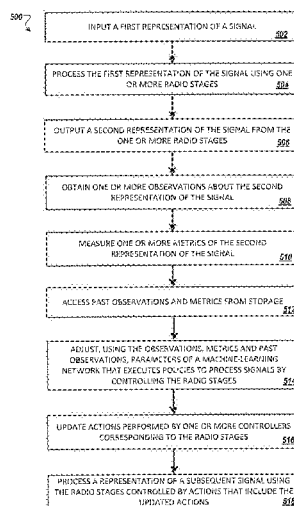 500
INPUT A FIRST REPRESENTATION OF A SIGNAL
502
PROCESS THE FIRST REPRESENTATION OF THE SIGNAL USING ONE
OR MORE RADIO STAGES
504
OUTPUT A SECOND REPRESENTATION OF THE SIGNAL FROM THE
ONE OR MORE RADIO STAGES
506
OBTAIN ONE OR MORE OBSERVATIONS ABOUT THE SECOND
REPRESENTATION OF THE SIGNAL
508
MEASURE ONE OR MORE METRICS OF THE SECOND
REPRESENTATION OF THE SIGNAL
510
ACCESS PAST OBSERVATIONS AND METRICS FROM STORAGE
512
ADJUST, USING THE OBSERVATIONS, METRICS AND PAST
OBSERVATIONS, PARAMETERS OF A MACHINE-LEARNING
NETWORK THAT EXECUTES POLICIES TO PROCESS SIGNALS BY
CONTROLLING THE RADIO STAGES
514
UPDATE ACTIONS PERFORMED BY ONE OR MORE CONTROLLERS
CORRESPONDING TO THE RADIO STAGES
516
PROCESS A REPRESENTATION OF A SUBSEQUENT SIGNAL USING
THE RADIO STAGES CONTROLLED BY ACTIONS THAT INCLUDE THE
UPDATED ACTIONS
518